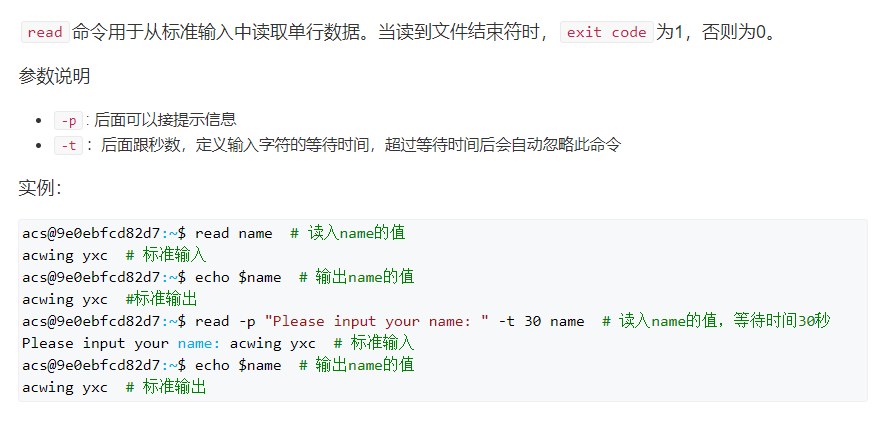 read 命令用于从标准输入中读取单行数据。当读到文件结束符时， exit code 为1，否则为0。
参数说明
• -p : 后面可以接提示信息
• -t ： 后面跟秒数，定义输入字符的等待时间，超过等待时间后会自动忽略此命令
实例：
acs@9e0ebfcd82d7:~$ read name  # 读入name的值
acwing yxc  # 标准输入
acs@9e0ebfcd82d7:~$ echo $name  # 输出name的值
acwing yxc  #标准输出
acs@9e0ebfcd82d7:~$ read -p "Please input your name: " -t 30 name  # 读入name的值，等待时间30秒
Please input your name: acwing yxc  # 标准输入
acs@9e0ebfcd82d7:~$ echo $name  # 输出name的值
acwing yxc  # 标准输出